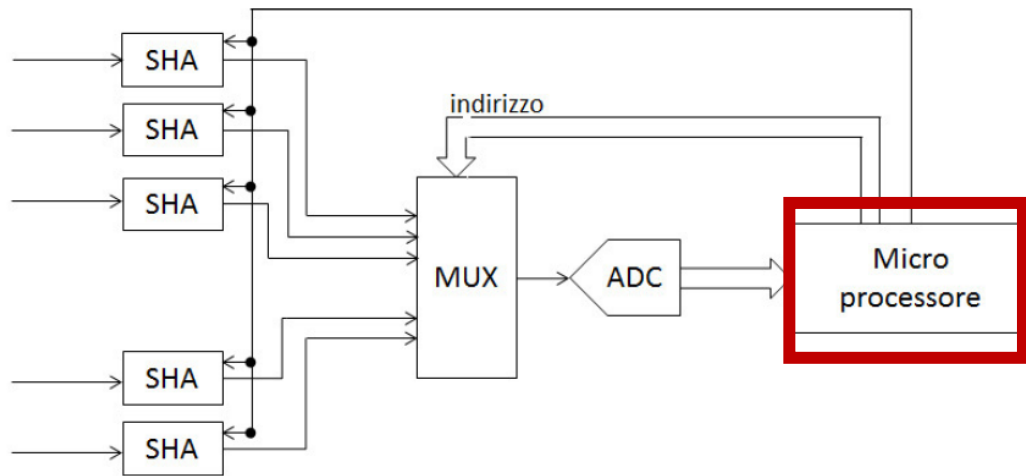 SHA
SHA
indirizzo
SHA
MUX
ADC
Micro
processore
SHA
SHA